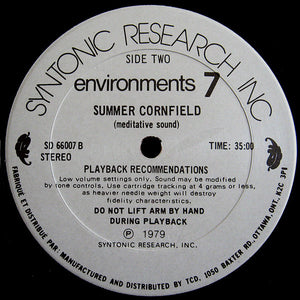 SYNTONIC RESEARCH, INC
SIDE TWO
environments 7
SUMMER CORNFIELD
(meditative sound)
SD 66007 B
STEREO
TIME: 35:00
PLAYBACK RECOMMENDATIONS
Low volume settings only. Sound may be modified
by tone controls. Use cartridge tracking at 4 grams or less,
as heavier needle weight will destroy
fidelity characteristics.
DO NOT LIFT ARM BY HAND
DURING PLAYBACK
Ⓟ 1979
SYNTONIC RESEARCH, INC.
FABRIQUÉ ET DISTRIBUE PAR: MANUFACTURED AND DISTRIBUTED BY TCD, 1050 BAXTER RD., OTTAWA, ONT. K2C 3P1